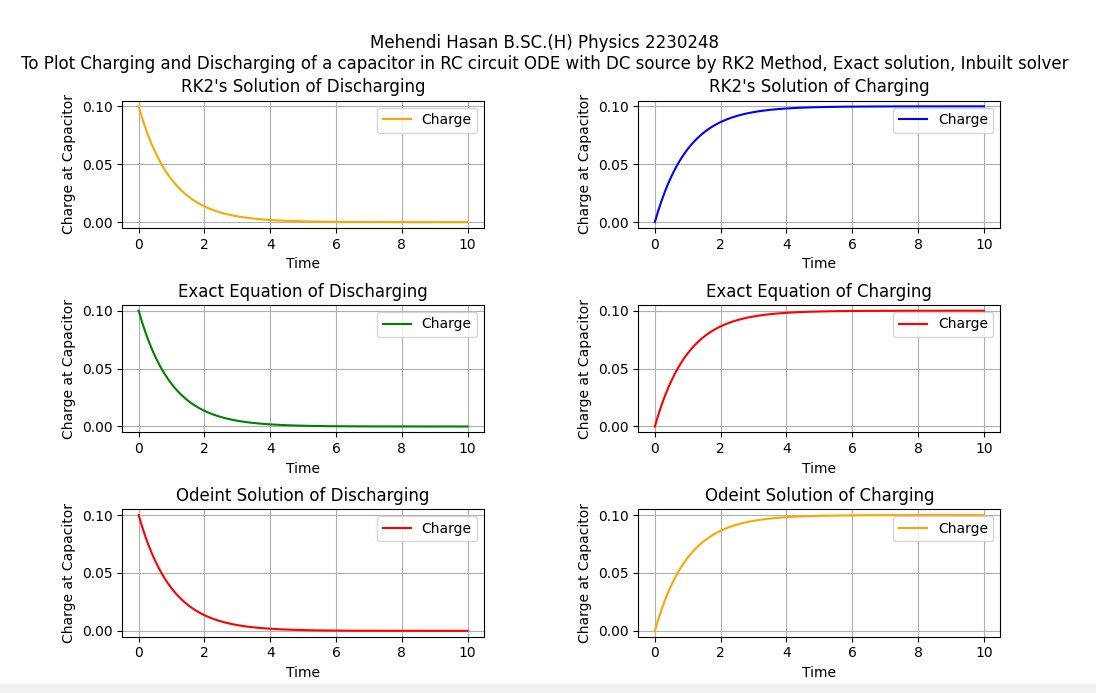 Mehendi Hasan B.SC.(H) Physics 2230248
To Plot Charging and Discharging of a capacitor in RC circuit ODE with DC source by RK2 Method, Exact solution, Inbuilt solver
RK2's Solution of Discharging
Charge at Capacitor
0.10
0.05
0.00
Charge
0 2 4 6 8 10
Time
RK2's Solution of Charging
Charge at Capacitor
0.10
0.05
0.00
Charge
0 2 4 6 8 10
Time
Exact Equation of Discharging
Charge at Capacitor
0.10
0.05
0.00
Charge
0 2 4 6 8 10
Time
Exact Equation of Charging
Charge at Capacitor
0.10
0.05
0.00
Charge
0 2 4 6 8 10
Time
Odeint Solution of Discharging
Charge at Capacitor
0.10
0.05
0.00
Charge
0 2 4 6 8 10
Time
Odeint Solution of Charging
Charge at Capacitor
0.10
0.05
0.00
Charge
0 2 4 6 8 10
Time